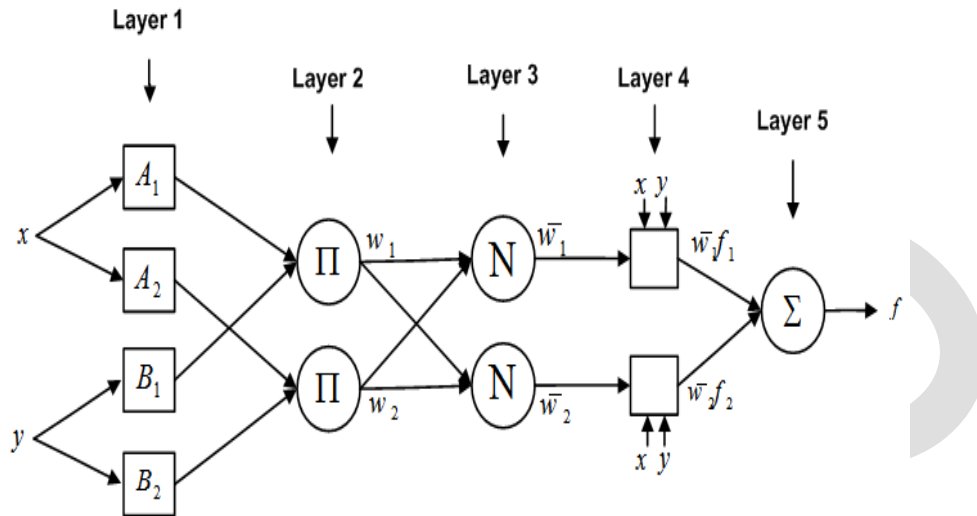 Layer 1
Layer 2
Layer 3
Layer 4
Layer 5
x y
A₁
x
A₂
B₁
y
B₂
Π
w₁
Π
w₂
N
w̄₁
N
w̄₂
w̄₁f₁
w̄₂f₂
x y
Σ
f